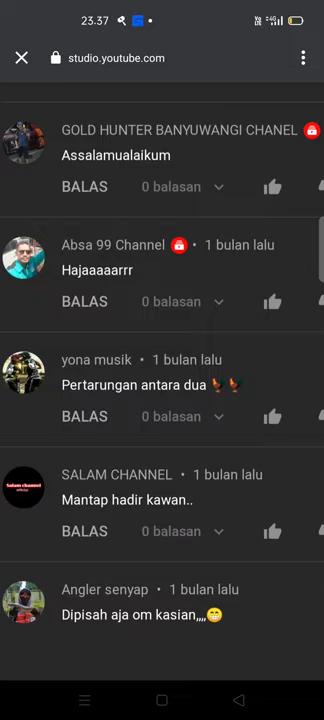 23.37
studio.youtube.com
GOLD HUNTER BANYUWANGI CHANEL
Assalamualaikum
BALAS 0 balasan
Absa 99 Channel • 1 bulan lalu
Hajaaaaarrr
BALAS 0 balasan
yona musik • 1 bulan lalu
Pertarungan antara dua 🐓🐓
BALAS 0 balasan
SALAM CHANNEL • 1 bulan lalu
Mantap hadir kawan..
BALAS 0 balasan
Salam channel
Angler senyap • 1 bulan lalu
Dipisah aja om kasian,,,,😁